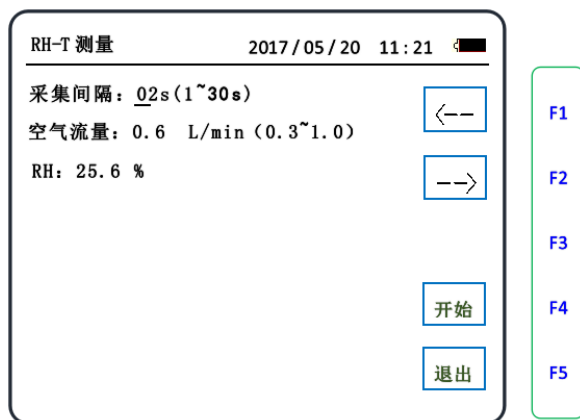 RH-T 测量 2017/05/20 11:21
采集间隔：02s(1~30s)
<--
F1
空气流量：0.6 L/min（0.3~1.0）
RH：25.6 %
-->
F2
F3
开始
F4
退出
F5